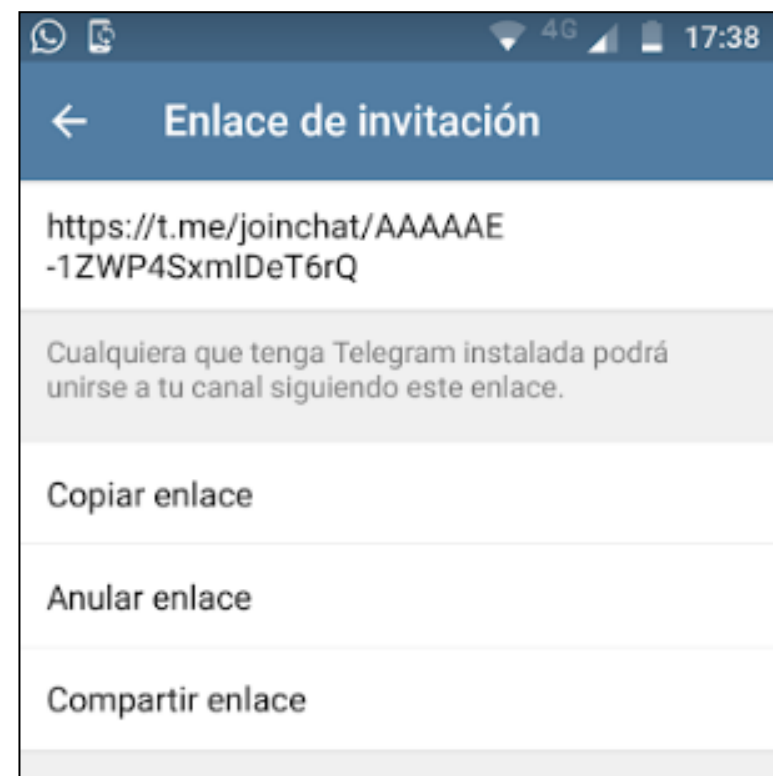 4G 17:38
Enlace de invitación
https://t.me/joinchat/AAAAAE
-1ZWP4SxmIDeT6rQ
Cualquiera que tenga Telegram instalada podrá
unirse a tu canal siguiendo este enlace.
Copiar enlace
Anular enlace
Compartir enlace